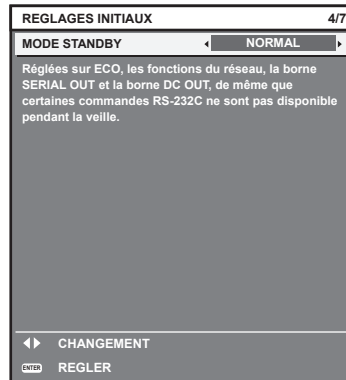 REGLAGES INITIAUX 4/7
MODE STANDBY NORMAL
Réglées sur ECO, les fonctions du réseau, la borne
SERIAL OUT et la borne DC OUT, de même que
certaines commandes RS-232C ne sont pas disponible
pendant la veille.
CHANGEMENT
ENTER REGLER